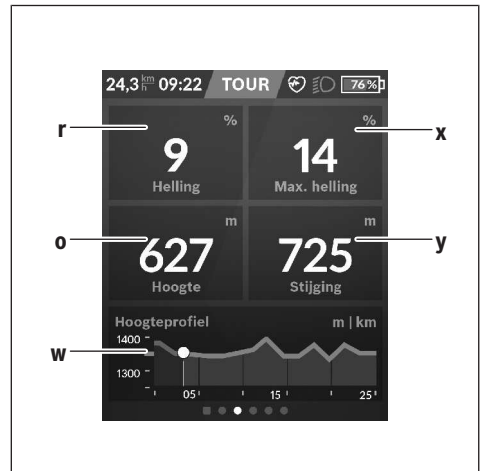 24,3 km/h 09:22 TOUR 76%
r % % x
9 14
Helling Max. helling
o m m y
627 725
Hoogte Stijging
Hoogteprofiel m | km
1400
w
1300
05' 15' 25'